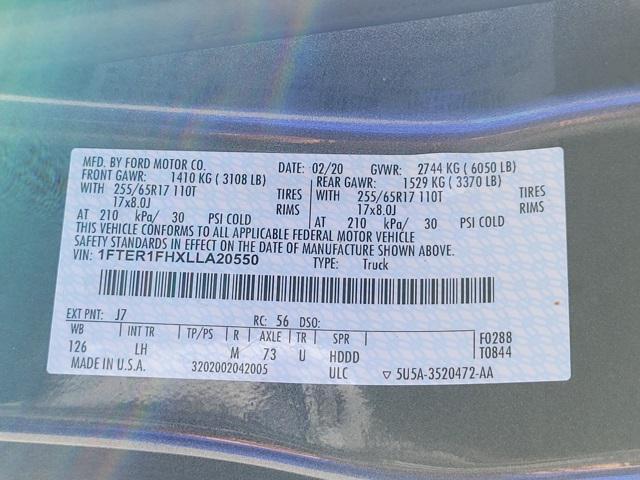 MFD. BY FORD MOTOR CO. DATE: 02/20 GVWR: 2744 KG ( 6050 LB)
FRONT GAWR: 1410 KG ( 3108 LB) REAR GAWR: 1529 KG ( 3370 LB)
WITH 255/65R17 110T TIRES WITH 255/65R17 110T TIRES
17x8.0J RIMS 17x8.0J RIMS
AT 210 kPa/ 30 PSI COLD AT 210 kPa/ 30 PSI COLD
THIS VEHICLE CONFORMS TO ALL APPLICABLE FEDERAL MOTOR VEHICLE
SAFETY STANDARDS IN EFFECT ON THE DATE OF MANUFACTURE SHOWN ABOVE.
VIN: 1FTER1FHXLLA20550 TYPE: Truck
EXT PNT: J7 RC: 56 DSO:
WB INT TR TP/PS R AXLE TR SPR F0288
126 LH M 73 U HDDD T0844
MADE IN U.S.A. 3202002042005 ULC ▽ 5U5A-3520472-AA